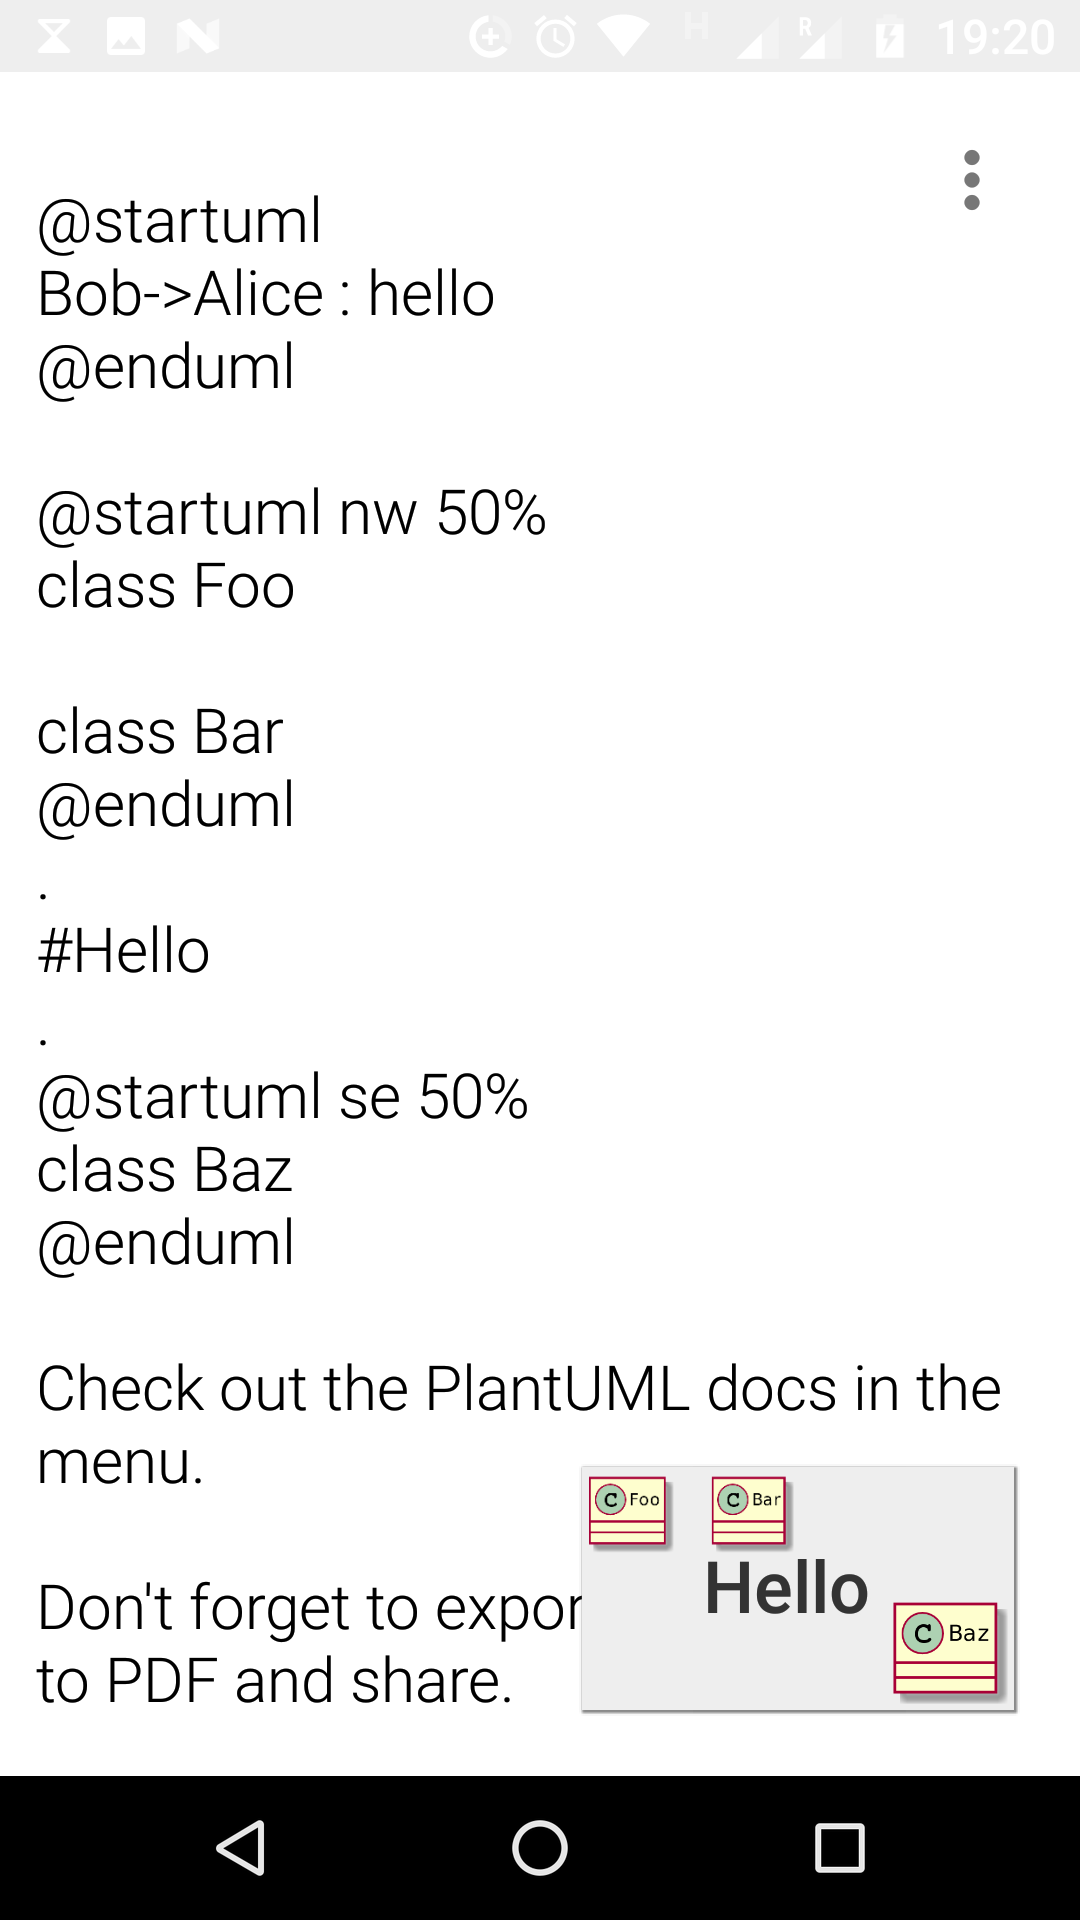 H R 19:20
@startuml
Bob->Alice : hello
@enduml
@startuml nw 50%
class Foo
class Bar
@enduml
.
#Hello
.
@startuml se 50%
class Baz
@enduml
Check out the PlantUML docs in the
menu.
Don't forget to expor
to PDF and share.
C Foo
C Bar
Hello
C Baz